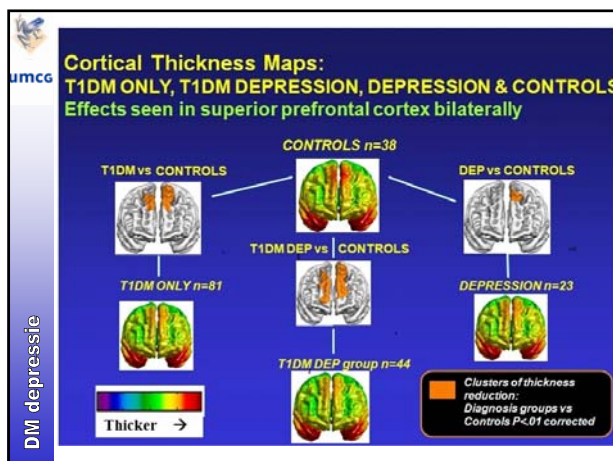 umcg
DM depressie
Cortical Thickness Maps:
T1DM ONLY, T1DM DEPRESSION, DEPRESSION & CONTROLS
Effects seen in superior prefrontal cortex bilaterally
CONTROLS n=38
T1DM vs CONTROLS
DEP vs CONTROLS
T1DM DEP vs CONTROLS
T1DM ONLY n=81
DEPRESSION n=23
T1DM DEP group n=44
Thicker →
Clusters of thickness
reduction:
Diagnosis groups vs
Controls P<.01 corrected